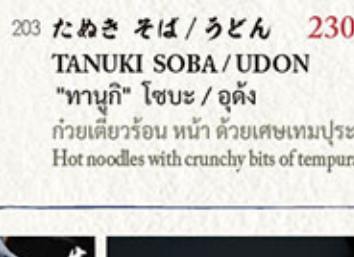 203 たぬき そば / うどん 230
TANUKI SOBA / UDON
"ทานูกิ" โซบะ / อุด้ง
ก๋วยเตี๋ยวร้อน หน้า ด้วยเศษเทมปุระ
Hot noodles with crunchy bits of tempura